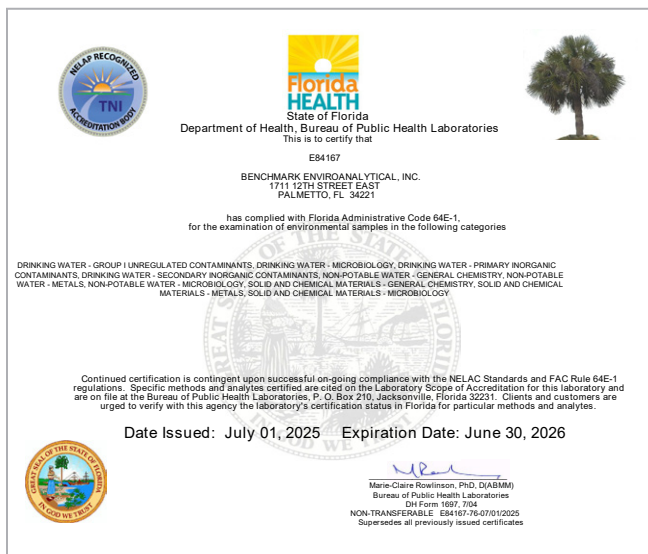 NELAP RECOGNIZED
TNI
ACCREDITATION BODY
Florida
HEALTH
State of Florida
Department of Health, Bureau of Public Health Laboratories
This is to certify that
E84167
BENCHMARK ENVIROANALYTICAL, INC.
1711 12TH STREET EAST
PALMETTO, FL 34221
has complied with Florida Administrative Code 64E-1,
for the examination of environmental samples in the following categories
DRINKING WATER - GROUP I UNREGULATED CONTAMINANTS, DRINKING WATER - MICROBIOLOGY, DRINKING WATER - PRIMARY INORGANIC
CONTAMINANTS, DRINKING WATER - SECONDARY INORGANIC CONTAMINANTS, NON-POTABLE WATER - GENERAL CHEMISTRY, NON-POTABLE
WATER - METALS, NON-POTABLE WATER - MICROBIOLOGY, SOLID AND CHEMICAL MATERIALS - GENERAL CHEMISTRY, SOLID AND CHEMICAL
MATERIALS - METALS, SOLID AND CHEMICAL MATERIALS - MICROBIOLOGY
Continued certification is contingent upon successful on-going compliance with the NELAC Standards and FAC Rule 64E-1
regulations. Specific methods and analytes certified are cited on the Laboratory Scope of Accreditation for this laboratory and
are on file at the Bureau of Public Health Laboratories, P. O. Box 210, Jacksonville, Florida 32231. Clients and customers are
urged to verify with this agency the laboratory's certification status in Florida for particular methods and analytes.
Date Issued: July 01, 2025 Expiration Date: June 30, 2026
GREAT SEAL OF THE STATE OF FLORIDA
IN GOD WE TRUST
Marie-Claire Rowlinson, PhD, D(ABMM)
Bureau of Public Health Laboratories
DH Form 1697, 7/04
NON-TRANSFERABLE E84167-76-07/01/2025
Supersedes all previously issued certificates